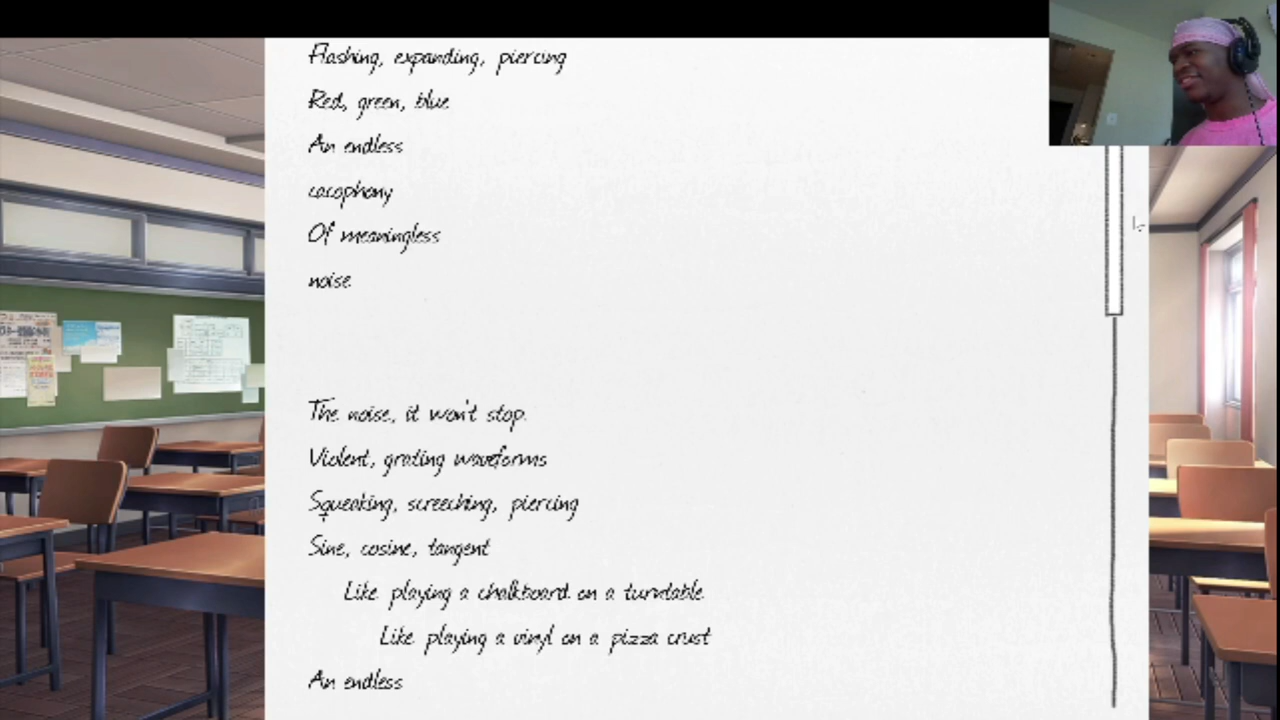 Flashing, expanding, piercing
Red, green, blue
An endless
cacophony
Of meaningless
noise
The noise, it won't stop.
Violent, grating waveforms
Squeaking, screeching, piercing
Sine, cosine, tangent
Like playing a chalkboard on a turntable
Like playing a vinyl on a pizza crust
An endless